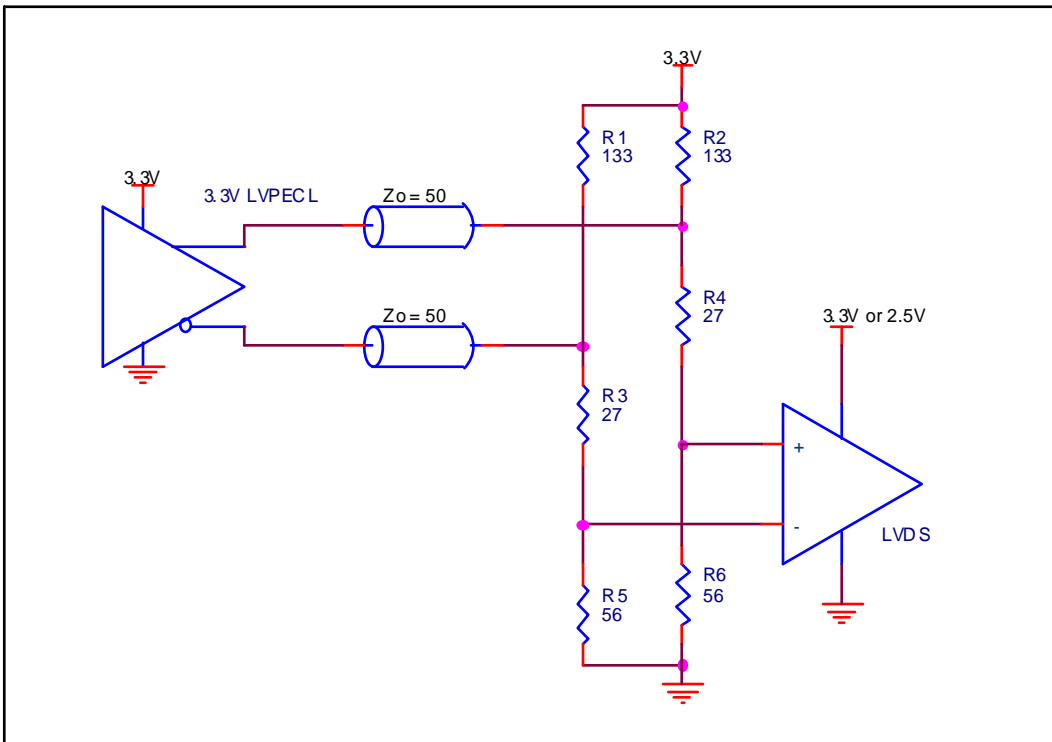 3.3V
R1
133
R2
133
3.3V
3.3V LVPECL
Zo = 50
R4
27
Zo = 50
3.3V or 2.5V
R3
27
+
-
LVDS
R5
56
R6
56